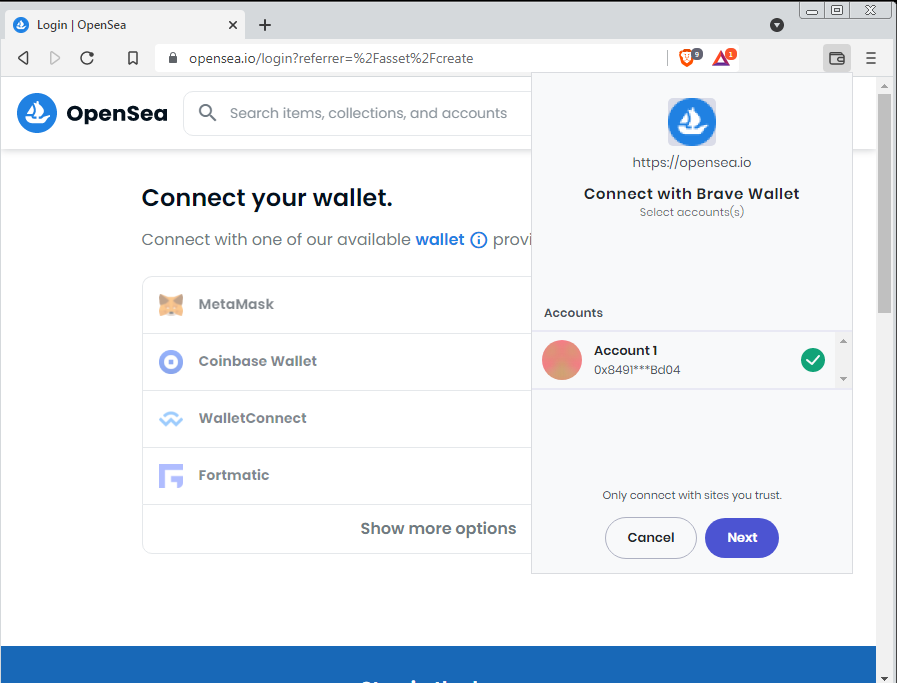 Login | OpenSea
opensea.io/login?referrer=%2Fasset%2Fcreate
9
1
OpenSea
Search items, collections, and accounts
Connect your wallet.
Connect with one of our available wallet provi
MetaMask
Coinbase Wallet
WalletConnect
Fortmatic
Show more options
https://opensea.io
Connect with Brave Wallet
Select accounts(s)
Accounts
Account 1
0x8491***Bd04
Only connect with sites you trust.
Cancel
Next